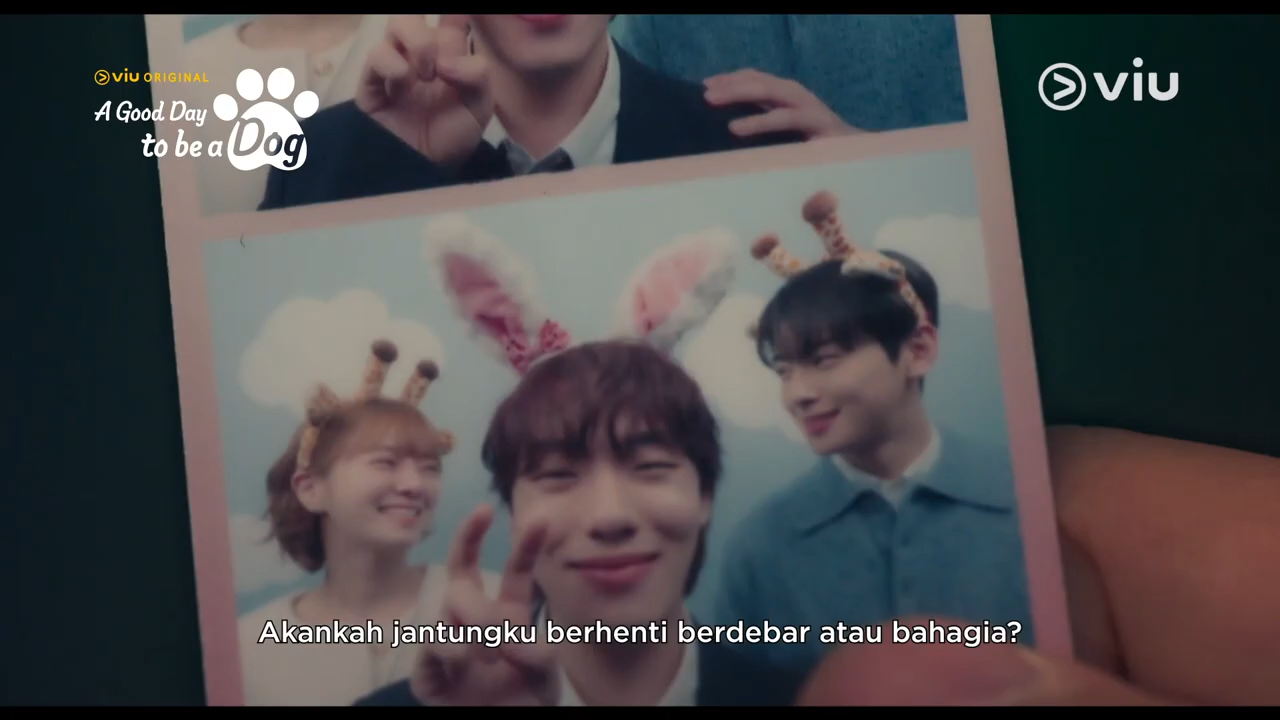 viu ORIGINAL
A Good Day
to be a Dog
viu
Akankah jantungku berhenti berdebar atau bahagia?